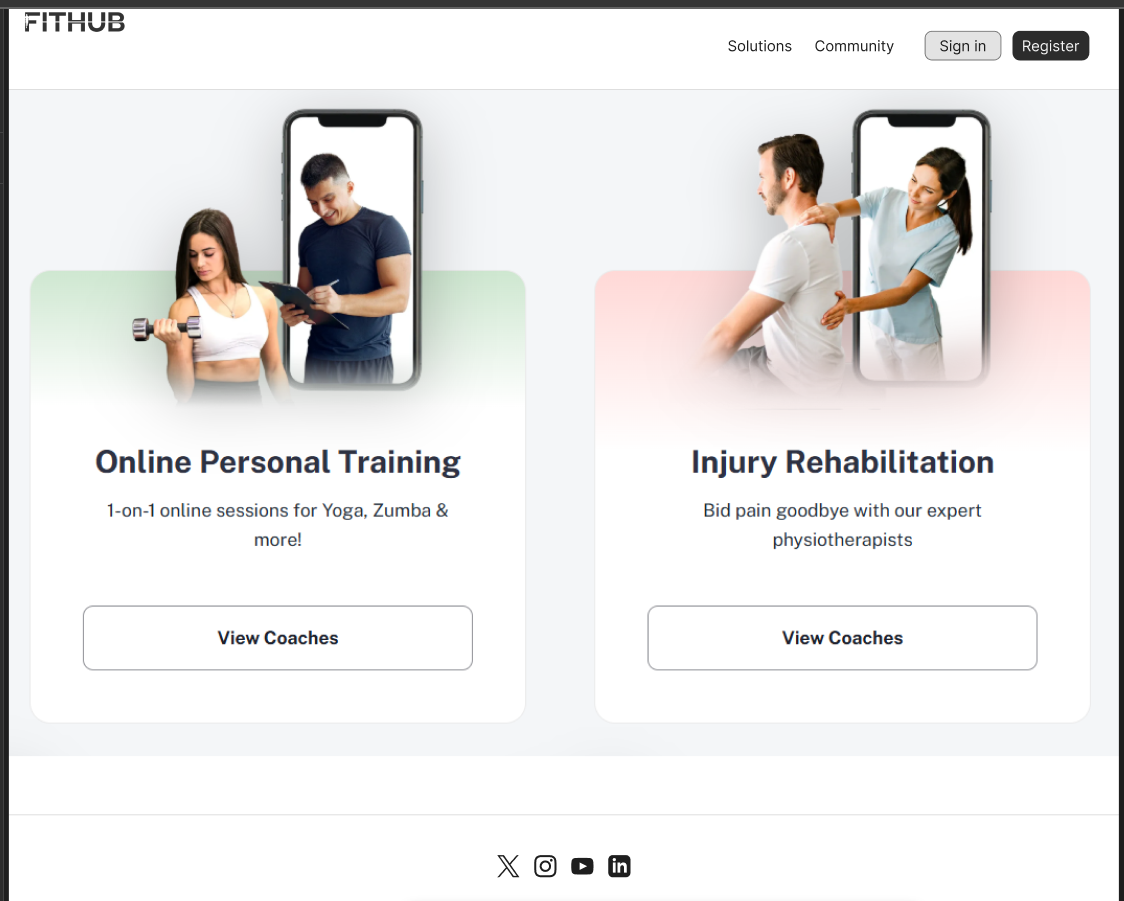 FITHUB
Solutions Community Sign in Register
Online Personal Training
1-on-1 online sessions for Yoga, Zumba &
more!
View Coaches
Injury Rehabilitation
Bid pain goodbye with our expert
physiotherapists
View Coaches
in